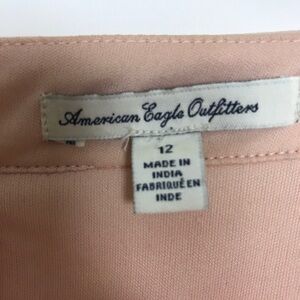 American Eagle Outfitters
12
MADE IN
INDIA
FABRIQUÉ EN
INDE